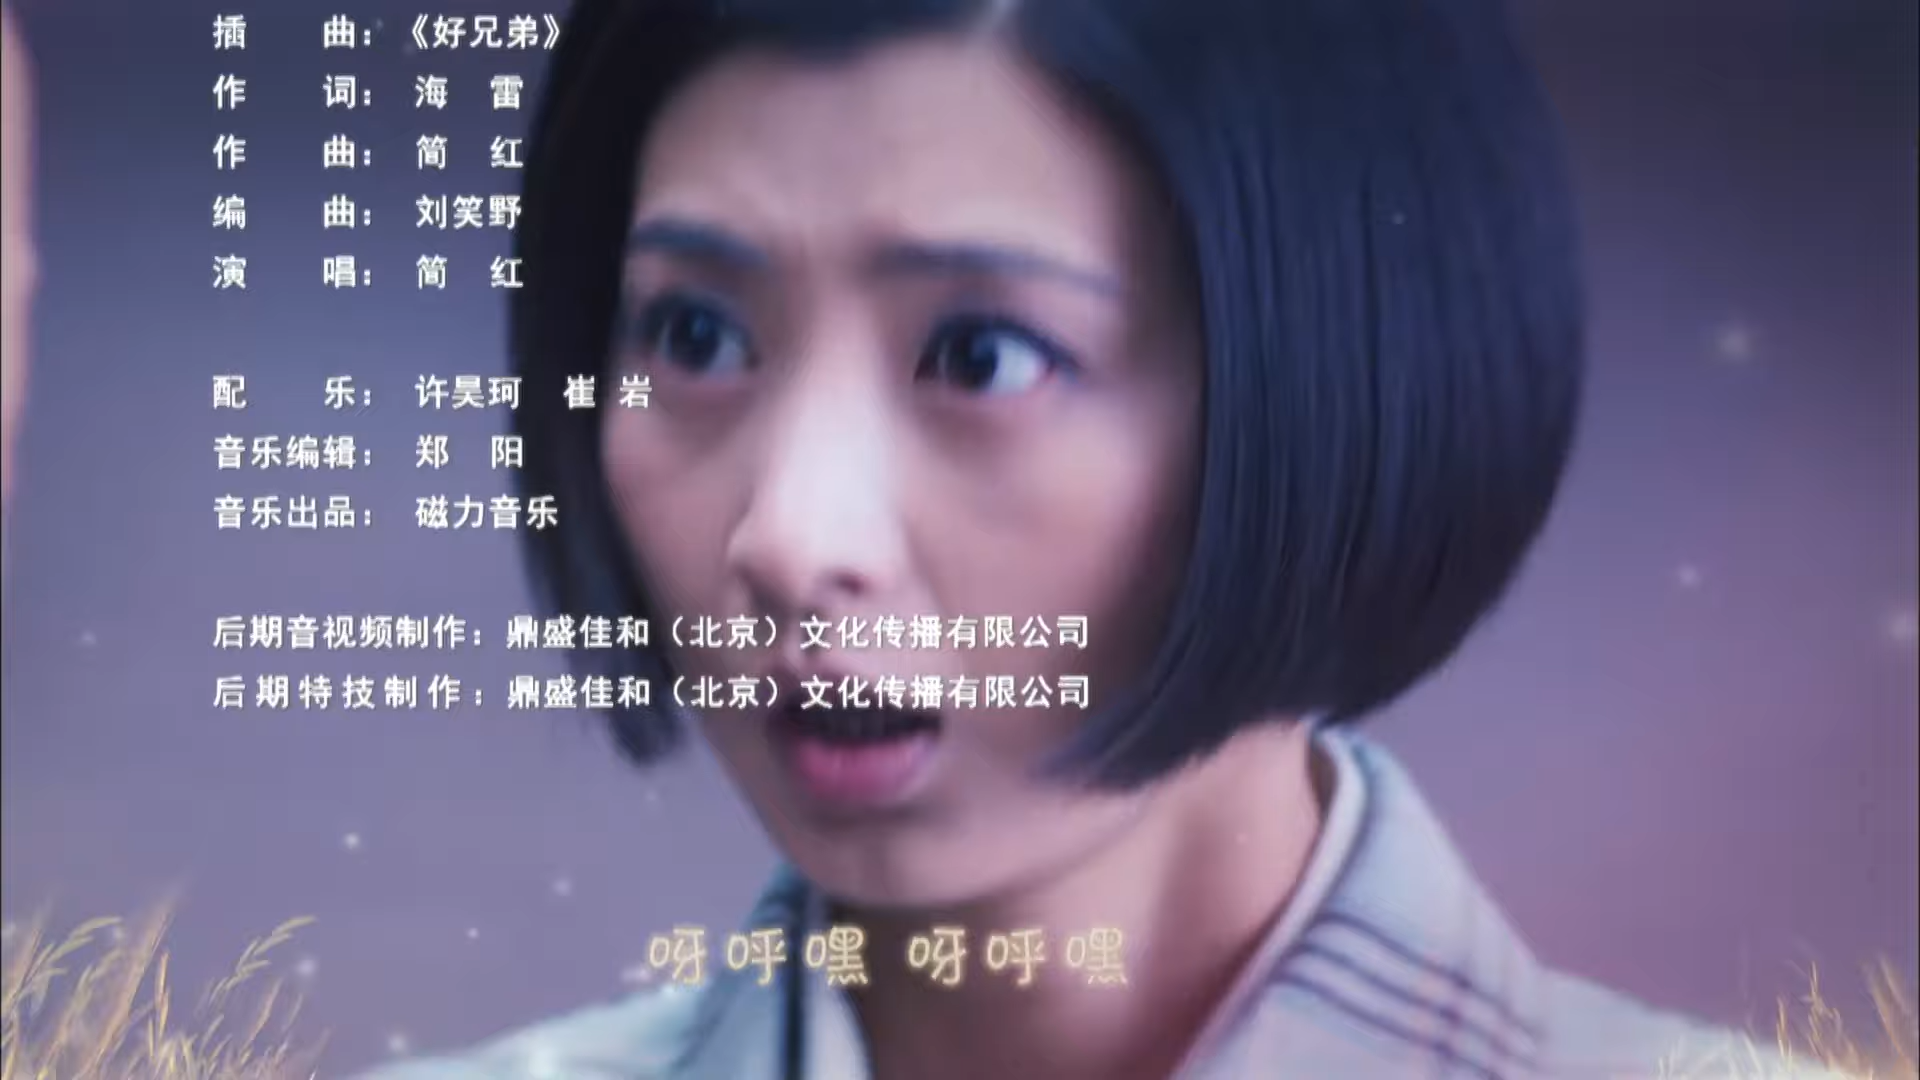 插曲：《好兄弟》
作词：海雷
作曲：简红
编曲：刘笑野
演唱：简红
配乐：许昊珂 崔岩
音乐编辑：郑阳
音乐出品：磁力音乐
后期音视频制作：鼎盛佳和（北京）文化传播有限公司
后期特技制作：鼎盛佳和（北京）文化传播有限公司
呀呼嘿 呀呼嘿